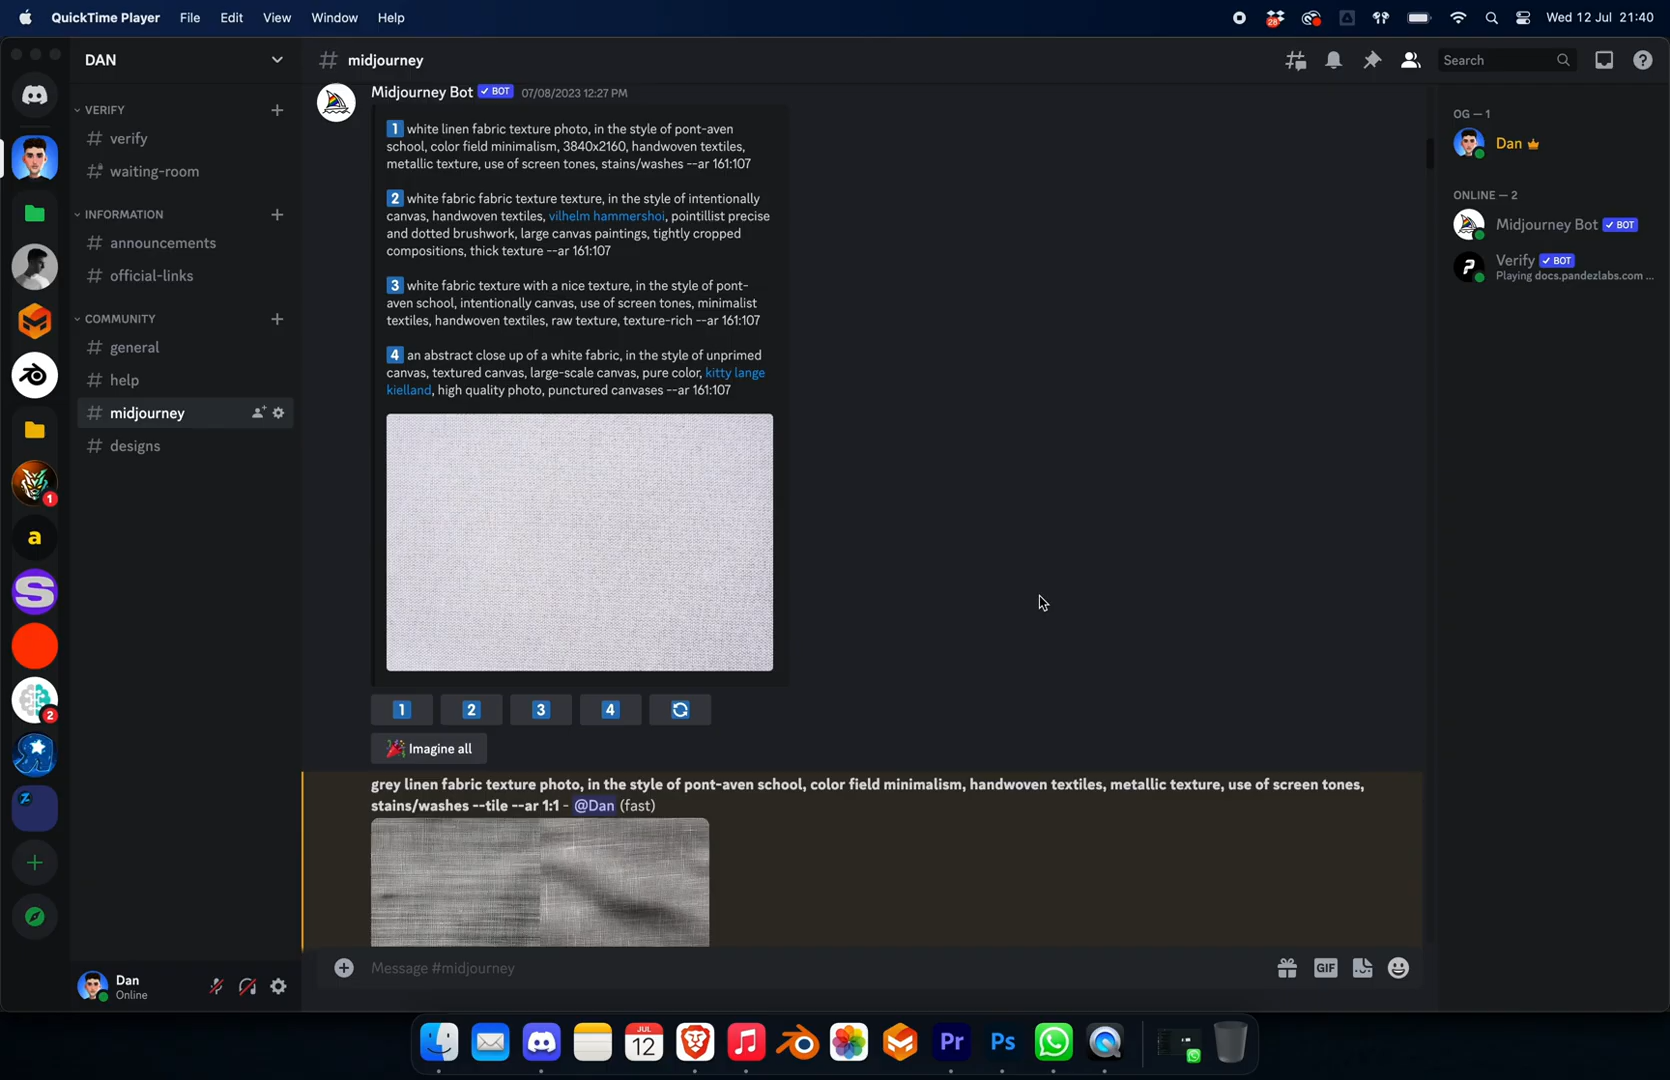 QuickTime Player File Edit View Window Help
28
Wed 12 Jul 21:40
DAN
VERIFY
verify
waiting-room
INFORMATION
announcements
official-links
COMMUNITY
general
help
midjourney
designs
1
a
2
Dan
Online
midjourney
Search
Midjourney Bot BOT 07/08/2023 12:27 PM
1 white linen fabric texture photo, in the style of pont-aven
school, color field minimalism, 3840x2160, handwoven textiles,
metallic texture, use of screen tones, stains/washes --ar 161:107
2 white fabric fabric texture texture, in the style of intentionally
canvas, handwoven textiles, vilhelm hammershoi, pointillist precise
and dotted brushwork, large canvas paintings, tightly cropped
compositions, thick texture --ar 161:107
3 white fabric texture with a nice texture, in the style of pont-
aven school, intentionally canvas, use of screen tones, minimalist
textiles, handwoven textiles, raw texture, texture-rich --ar 161:107
4 an abstract close up of a white fabric, in the style of unprimed
canvas, textured canvas, large-scale canvas, pure color, kitty lange
kielland, high quality photo, punctured canvases --ar 161:107
1 2 3 4
Imagine all
grey linen fabric texture photo, in the style of pont-aven school, color field minimalism, handwoven textiles, metallic texture, use of screen tones,
stains/washes --tile --ar 1:1 - @Dan (fast)
Message #midjourney
GIF
OG — 1
Dan
ONLINE — 2
Midjourney Bot BOT
Verify BOT
Playing docs.pandezlabs.com ...
JUL
12
Pr
Ps